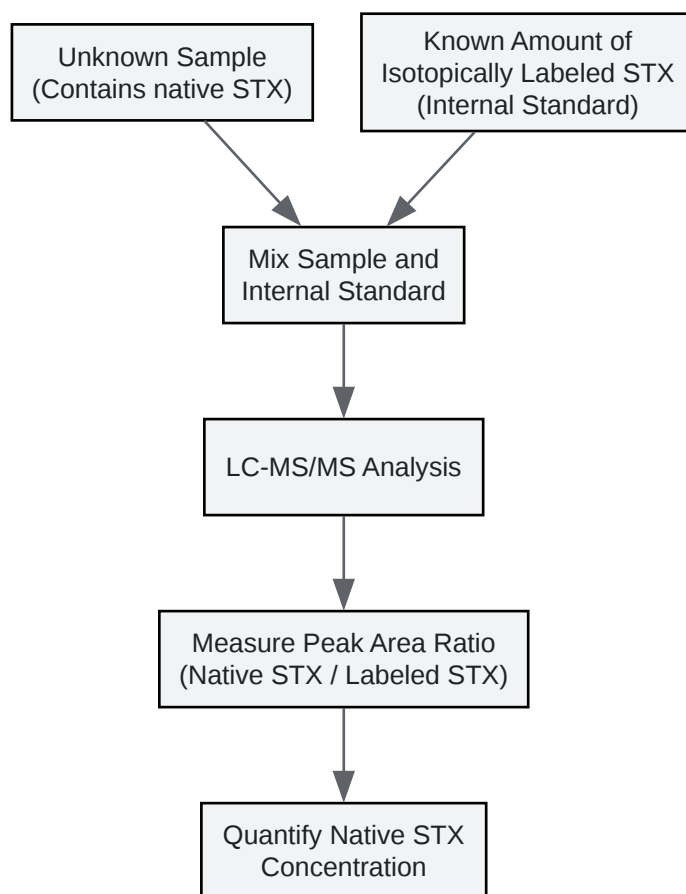 Unknown Sample
(Contains native STX)
Known Amount of
Isotopically Labeled STX
(Internal Standard)
Mix Sample and
Internal Standard
LC-MS/MS Analysis
Measure Peak Area Ratio
(Native STX / Labeled STX)
Quantify Native STX
Concentration